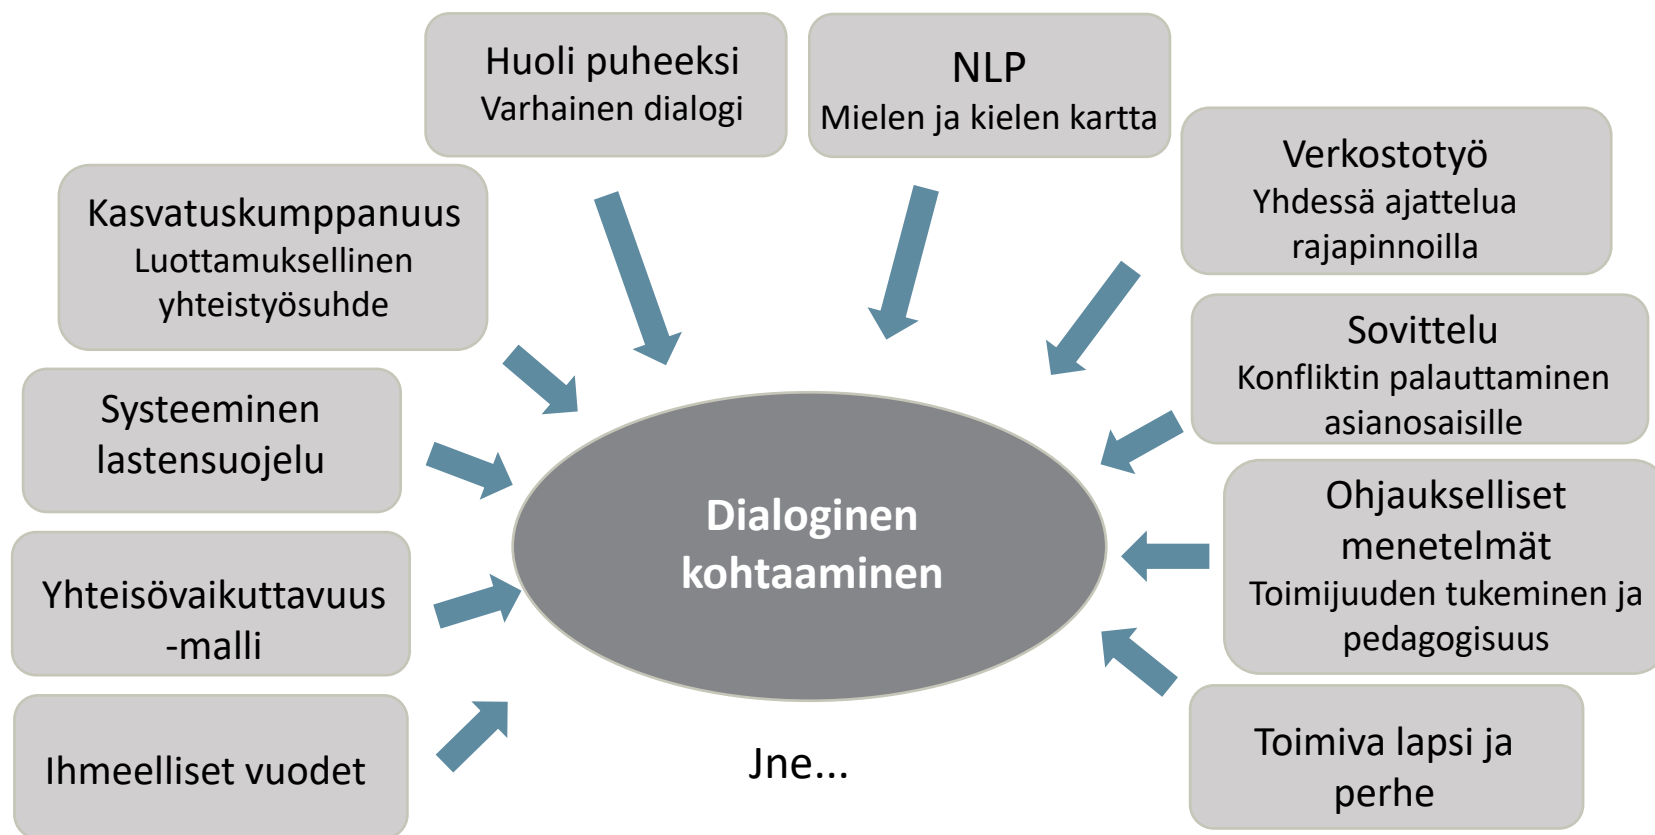 Huoli puheeksi
Varhainen dialogi
NLP
Mielen ja kielen kartta
Verkostotyö
Yhdessä ajattelua
rajapinnoilla
Kasvatuskumppanuus
Luottamuksellinen
yhteistyösuhde
Sovittelu
Konfliktin palauttaminen
asianosaisille
Systeeminen
lastensuojelu
Dialoginen
kohtaaminen
Ohjaukselliset
menetelmät
Toimijuuden tukeminen ja
pedagogisuus
Yhteisövaikuttavuus
-malli
Ihmeelliset vuodet
Jne...
Toimiva lapsi ja
perhe